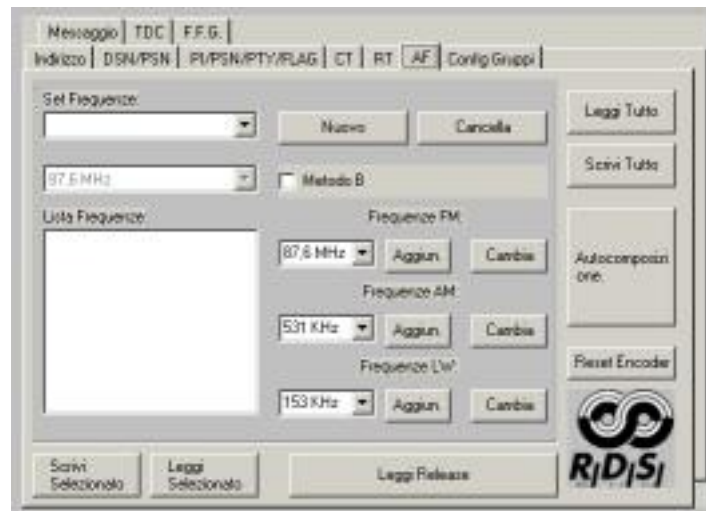 Messaggio TDC F.F.G.
Indirizzo DSN/PSN PI/PSN/PTY/FLAG CT RT AF Config Gruppi
Set Frequenze:
Nuovo Cancella
Leggi Tutto
87,6 MHz
Metodo B
Scrivi Tutto
Lista Frequenze:
Frequenze FM:
87,6 MHz Aggiun. Cambia
Autocomposizi
one.
Frequenze AM:
531 KHz Aggiun. Cambia
Frequenze LW:
153 KHz Aggiun. Cambia
Reset Encoder
Scrivi
Selezionato
Leggi
Selezionato
Leggi Release
R|D|S|